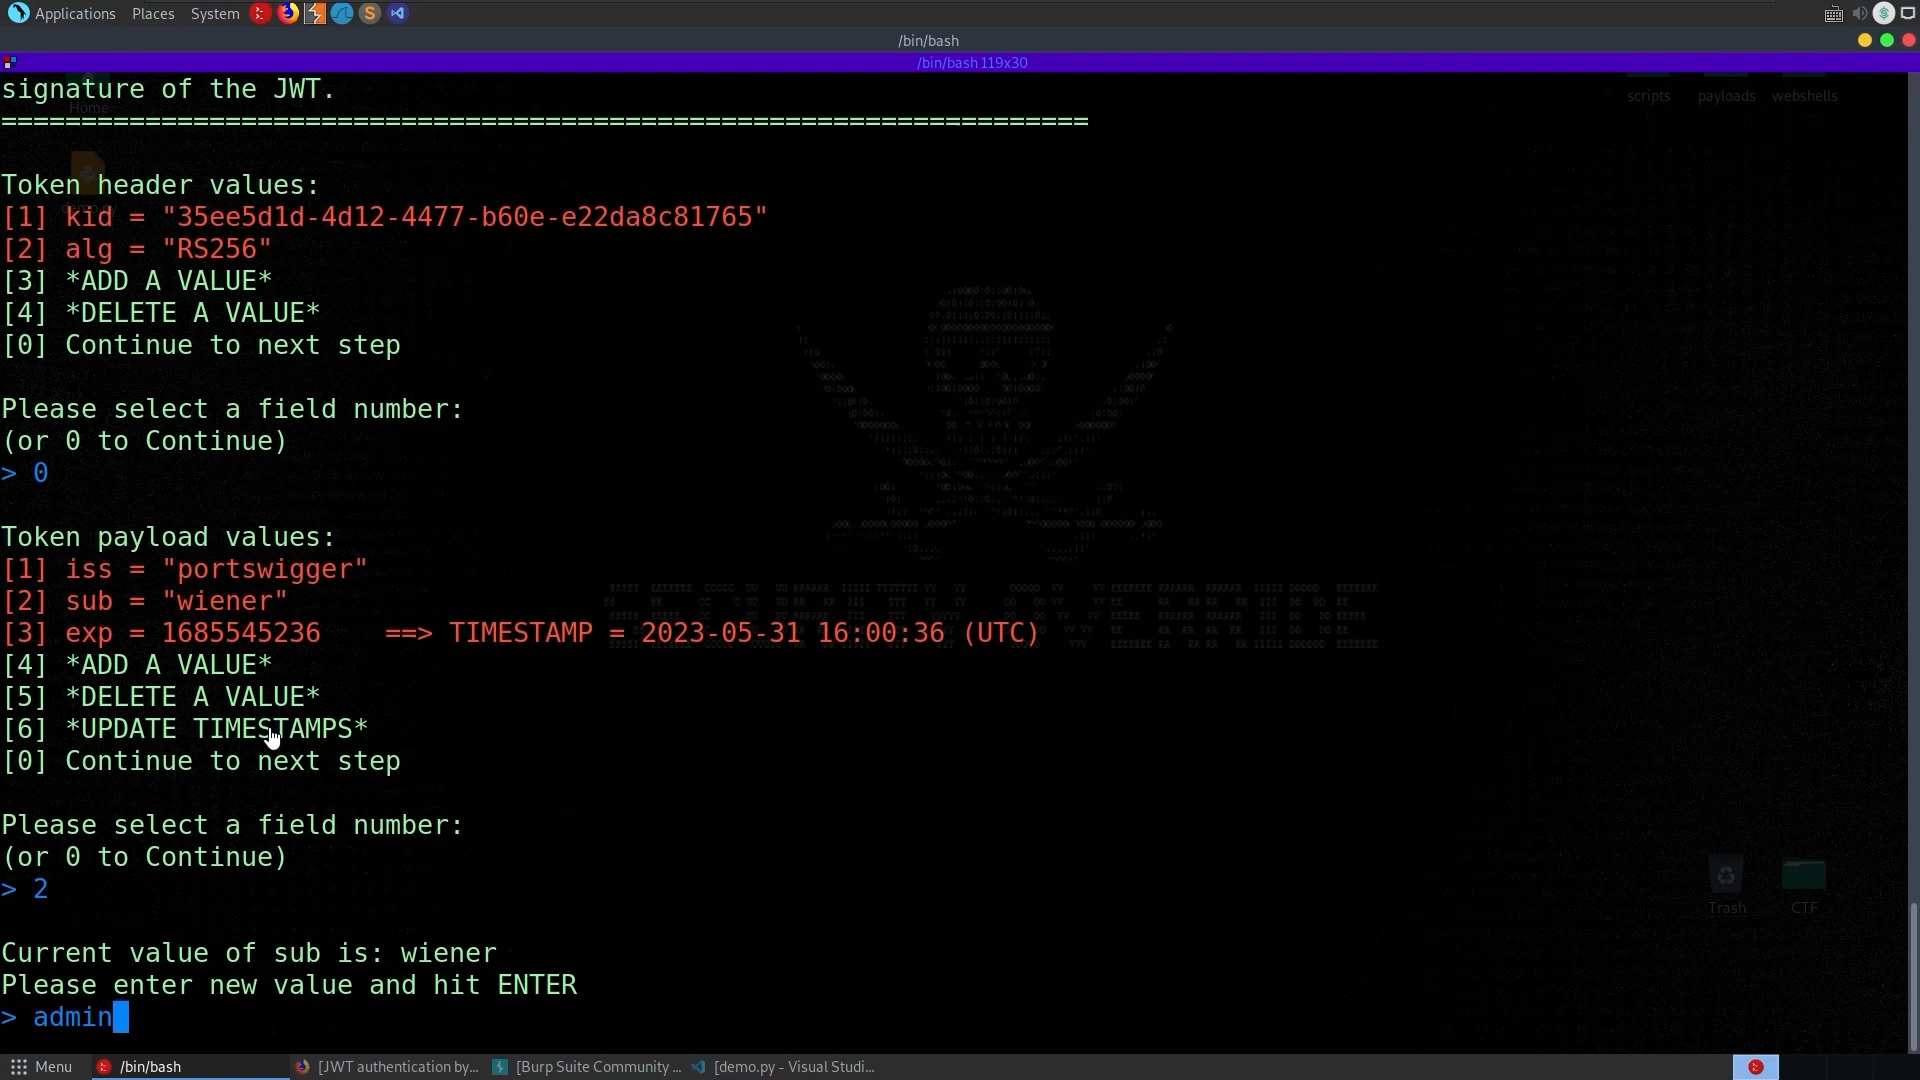 Applications Places System
/bin/bash
/bin/bash 119x30
signature of the JWT.
====================================================================
Home
scripts payloads webshells
Token header values:
[1] kid = "35ee5d1d-4d12-4477-b60e-e22da8c81765"
demo.py
[2] alg = "RS256"
[3] *ADD A VALUE*
[4] *DELETE A VALUE*
[0] Continue to next step
Please select a field number:
(or 0 to Continue)
> 0
Token payload values:
[1] iss = "portswigger"
[2] sub = "wiener"
[3] exp = 1685545236    ==> TIMESTAMP = 2023-05-31 16:00:36 (UTC)
SECURITY OVERRIDE
[4] *ADD A VALUE*
[5] *DELETE A VALUE*
[6] *UPDATE TIMESTAMPS*
[0] Continue to next step
Please select a field number:
(or 0 to Continue)
> 2
Trash CTF
Current value of sub is: wiener
Please enter new value and hit ENTER
> admin
Menu /bin/bash [JWT authentication by... [Burp Suite Community ... [demo.py - Visual Studi...